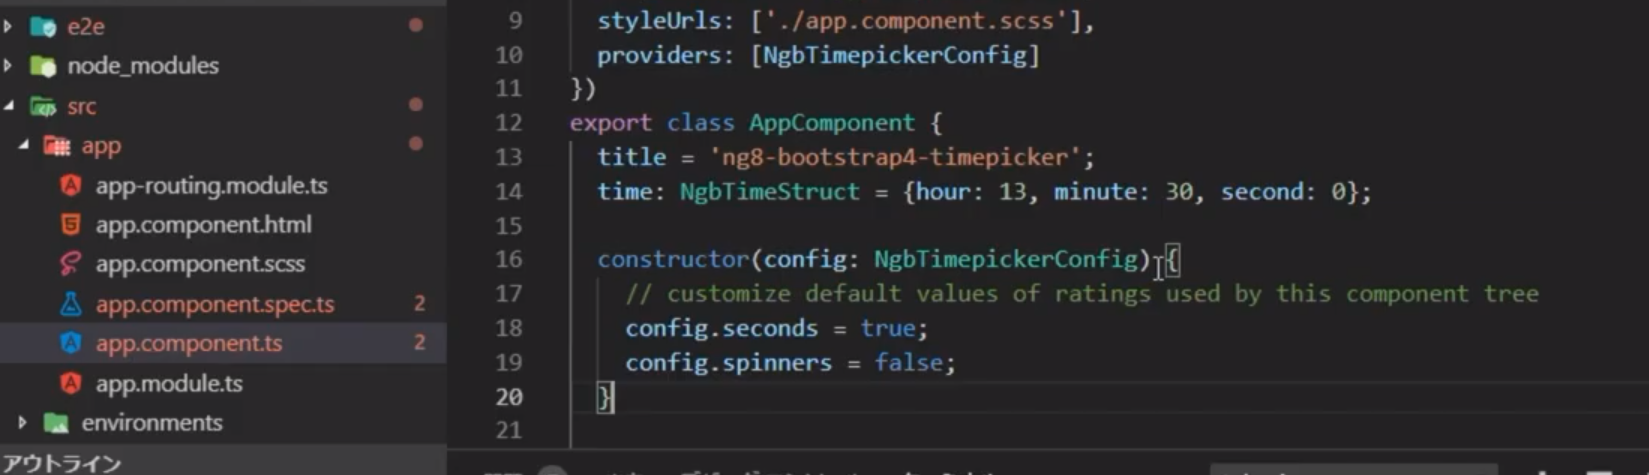 e2e
node_modules
src
app
app-routing.module.ts
app.component.html
app.component.scss
app.component.spec.ts 2
app.component.ts 2
app.module.ts
environments
アウトライン
9 styleUrls: ['./app.component.scss'],
10 providers: [NgbTimepickerConfig]
11 })
12 export class AppComponent {
13 title = 'ng8-bootstrap4-timepicker';
14 time: NgbTimeStruct = {hour: 13, minute: 30, second: 0};
15
16 constructor(config: NgbTimepickerConfig) {
17 // customize default values of ratings used by this component tree
18 config.seconds = true;
19 config.spinners = false;
20 }
21